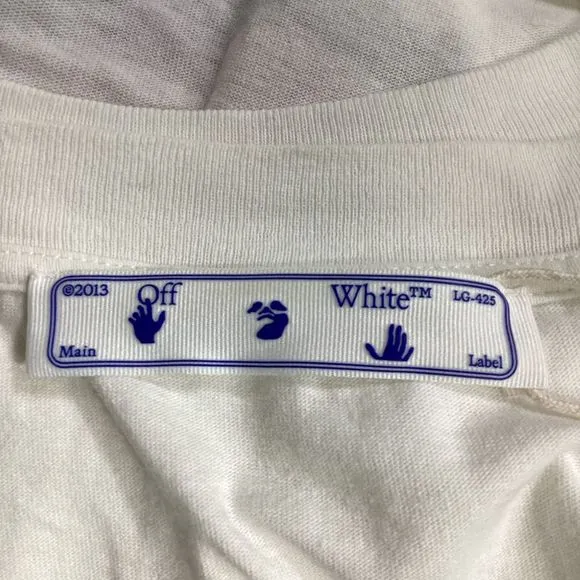 ©2013 Off White™ LG-425
Main Label